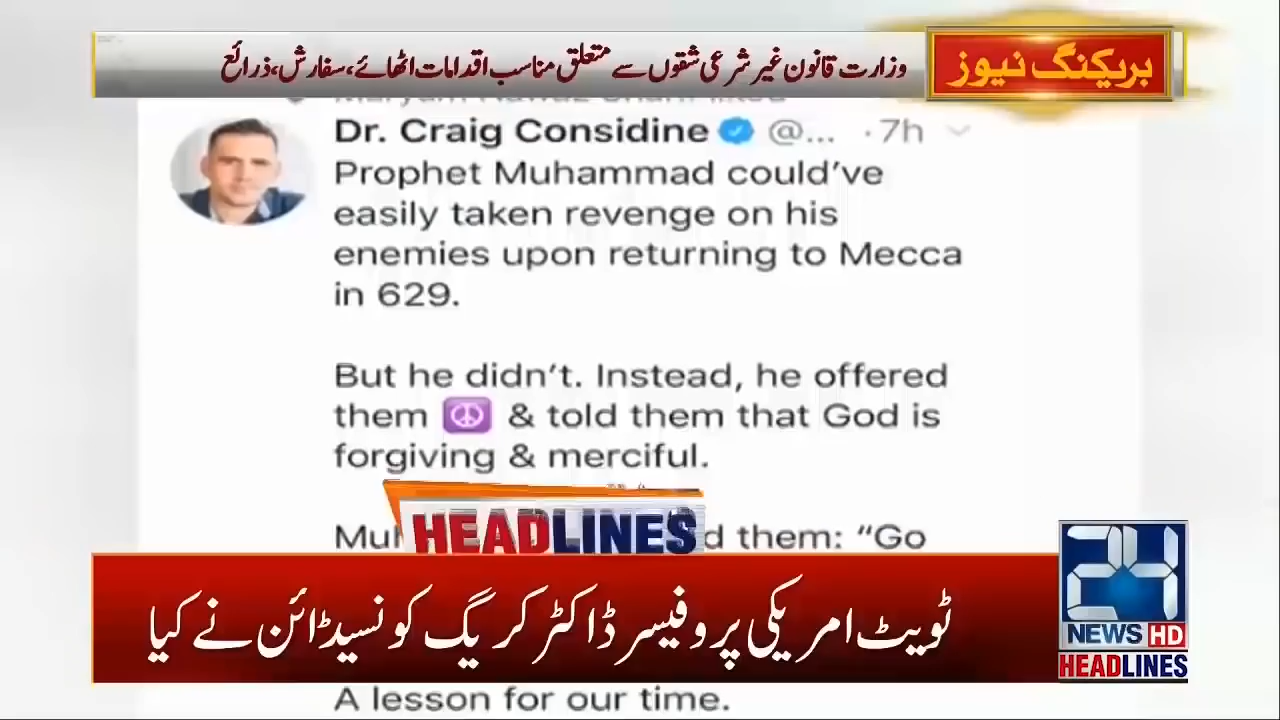 بریکنگ نیوز
وزارت قانون غیر شرعی شقوں سے متعلق مناسب اقدامات اٹھائے، سفارش، ذرائع
Dr. Craig Considine @... · 7h
Prophet Muhammad could've
easily taken revenge on his
enemies upon returning to Mecca
in 629.
But he didn't. Instead, he offered
them ☮ & told them that God is
forgiving & merciful.
d them: "Go
HEADLINES
ٹویٹ امریکی پروفیسر ڈاکٹر کریگ کونسیڈائن نے کیا
24
NEWS HD
HEADLINES
A lesson for our time.